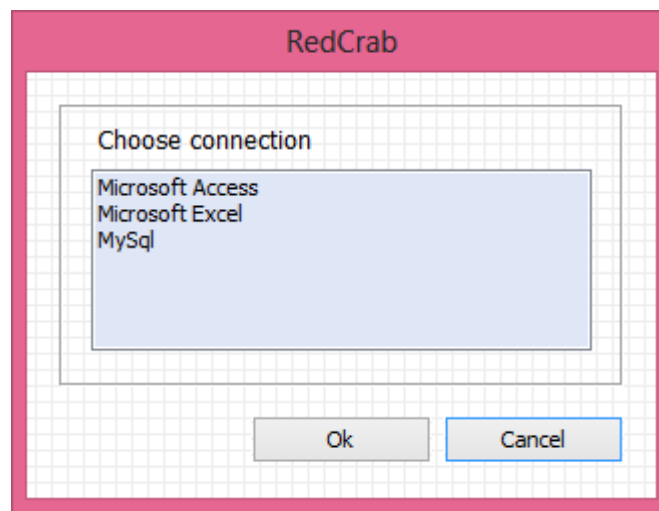 RedCrab
Choose connection
Microsoft Access
Microsoft Excel
MySql
Ok
Cancel